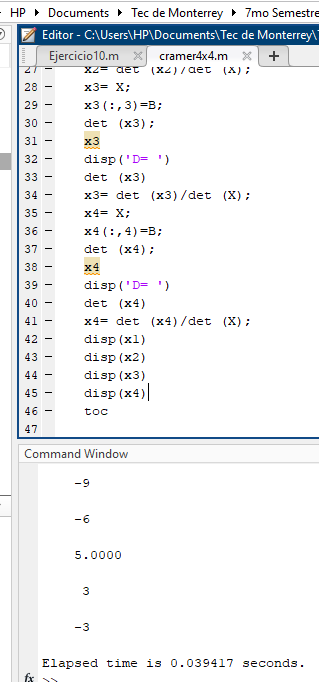 HP > Documents > Tec de Monterrey > 7mo Semestre
Editor - C:\Users\HP\Documents\Tec de Monterrey\
Ejercicio10.m × cramer4x4.m × +
27 - x2= det (x2)/det (X);
28 - x3= X;
29 - x3(:,3)=B;
30 - det (x3);
31 - x3
32 - disp('D= ')
33 - det (x3)
34 - x3= det (x3)/det (X);
35 - x4= X;
36 - x4(:,4)=B;
37 - det (x4);
38 - x4
39 - disp('D= ')
40 - det (x4)
41 - x4= det (x4)/det (X);
42 - disp(x1)
43 - disp(x2)
44 - disp(x3)
45 - disp(x4)
46 - toc
47
Command Window
-9
-6
5.0000
3
-3
Elapsed time is 0.039417 seconds.
fx >>